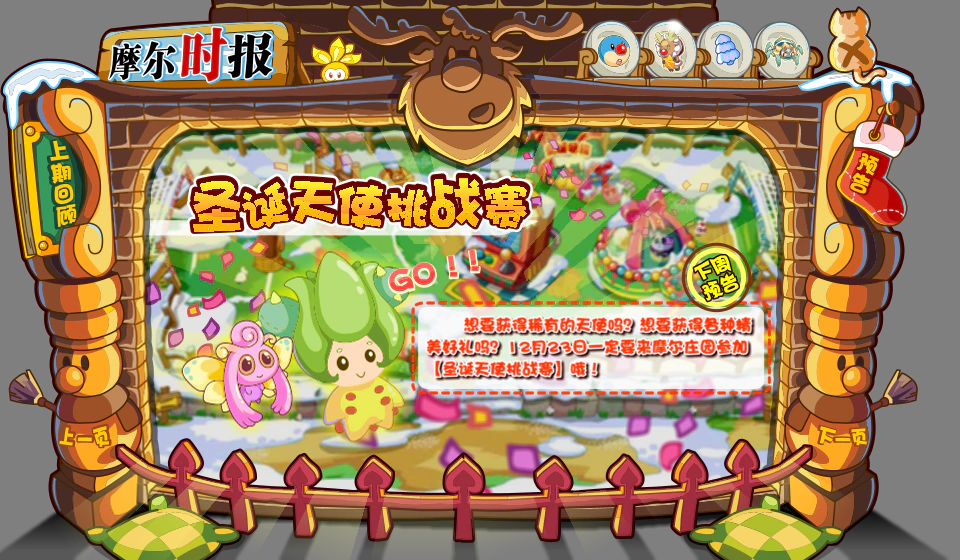 摩尔时报
上期回顾
预告
圣诞天使挑战赛
GO！！
下周
预告
想要获得稀有的天使吗？想要获得各种精
美好礼吗？12月23日一定要来摩尔庄园参加
【圣诞天使挑战赛】哦！
上一页
下一页